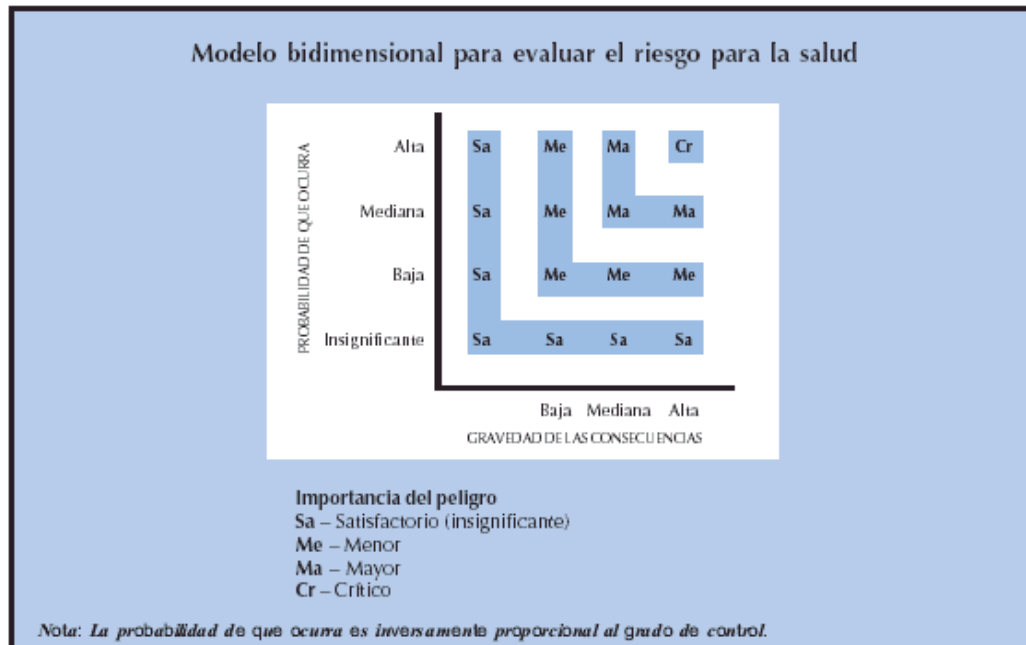 Modelo bidimensional para evaluar el riesgo para la salud
PROBABILIDAD DE QUE OCURRA
Alta Sa Me Ma Cr
Mediana Sa Me Ma Ma
Baja Sa Me Me Me
Insignificante Sa Sa Sa Sa
Baja Mediana Alta
GRAVEDAD DE LAS CONSECUENCIAS
Importancia del peligro
Sa – Satisfactorio (insignificante)
Me – Menor
Ma – Mayor
Cr – Crítico
Nota: La probabilidad de que ocurra es inversamente proporcional al grado de control.